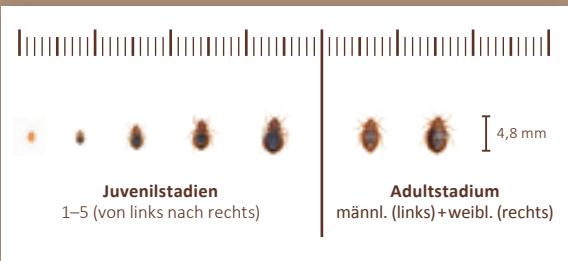 4,8 mm
Juvenilstadien
1–5 (von links nach rechts)
Adultstadium
männl. (links)+weibl. (rechts)